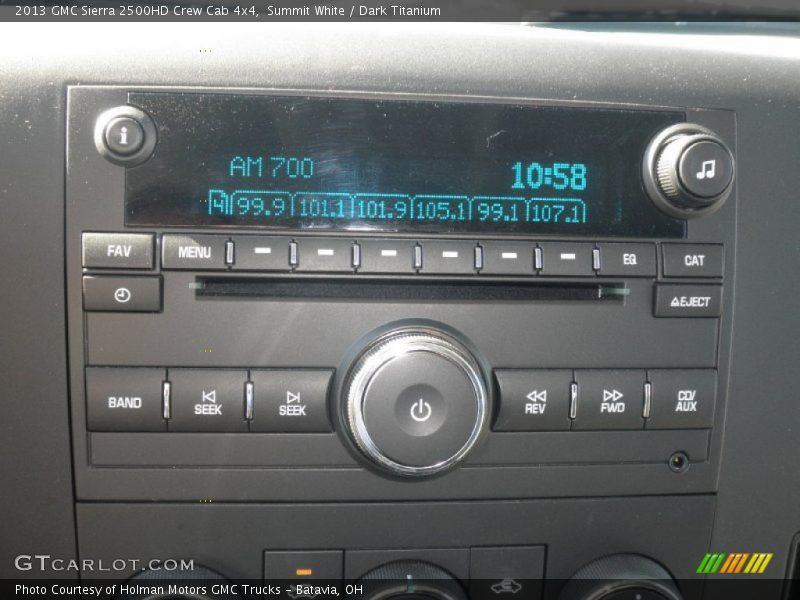 2013 GMC Sierra 2500HD Crew Cab 4x4, Summit White / Dark Titanium
i
AM 700 10:58
A 99.9 101.1 101.9 105.1 99.1 107.1
FAV MENU EQ CAT
EJECT
BAND SEEK SEEK REV FWD CD/
AUX
GTCARLOT.COM
Photo Courtesy of Holman Motors GMC Trucks - Batavia, OH